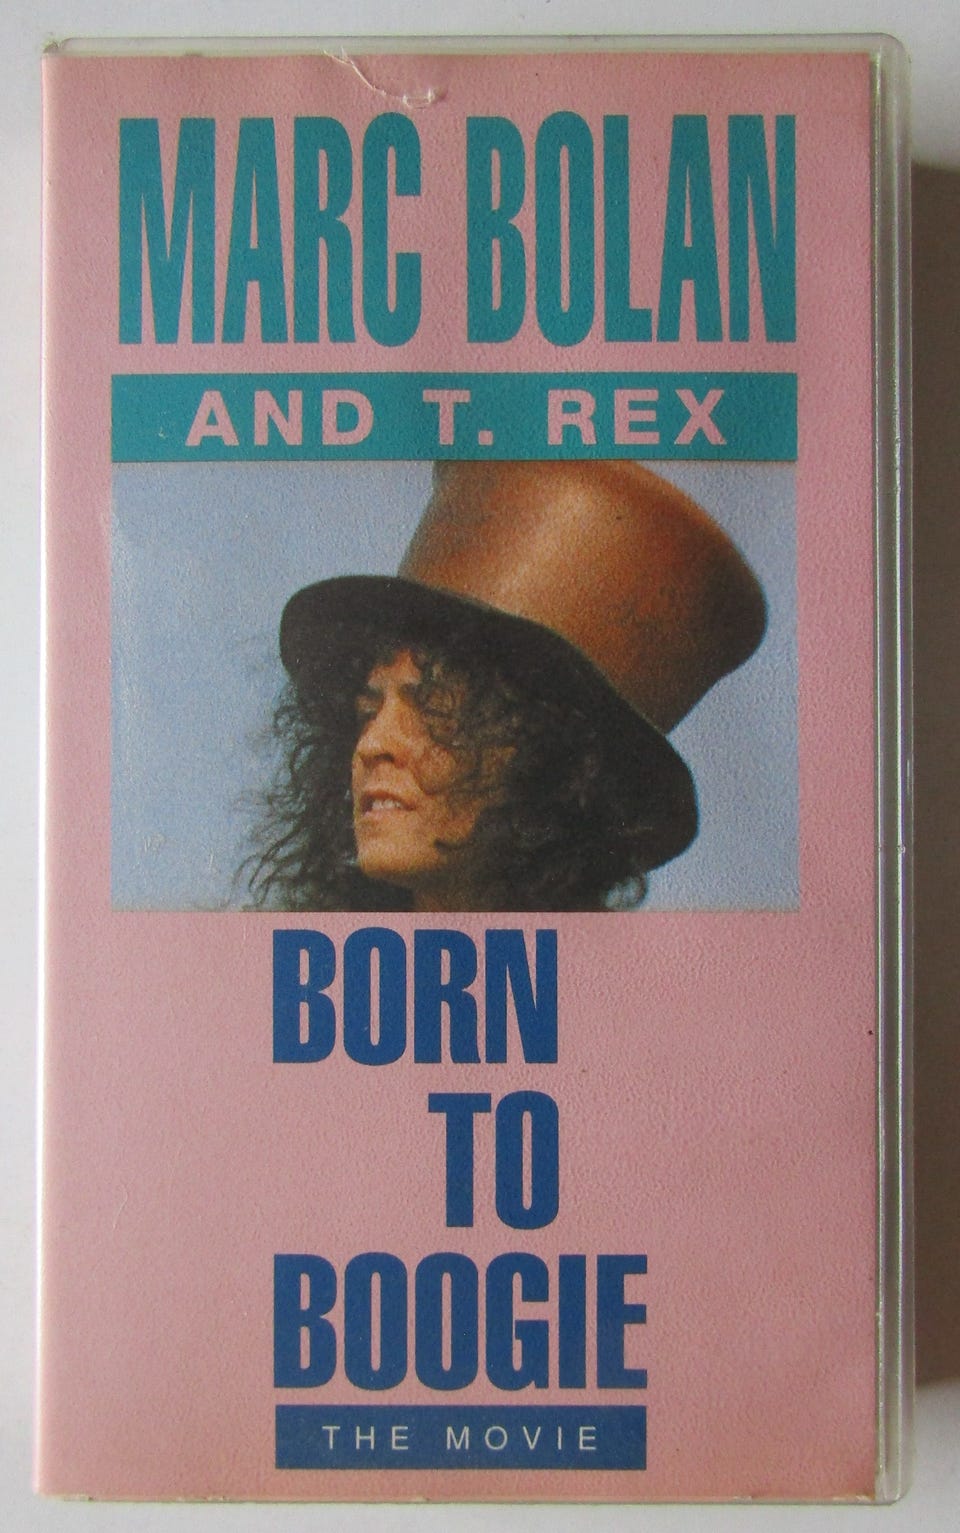 MARC BOLAN
AND T. REX
BORN
TO
BOOGIE
THE MOVIE